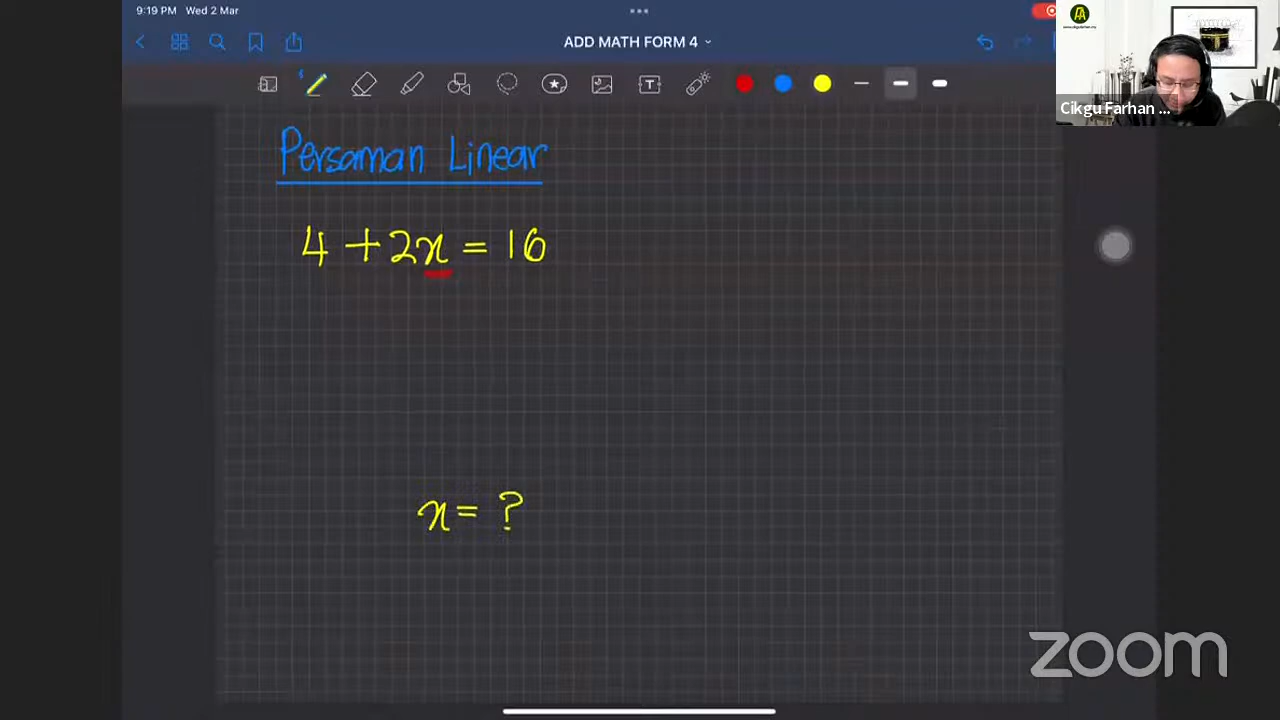 9:19 PM Wed 2 Mar
ADD MATH FORM 4
T
Cikgu Farhan ...
Persaman Linear
4 + 2x = 16
x = ?
zoom